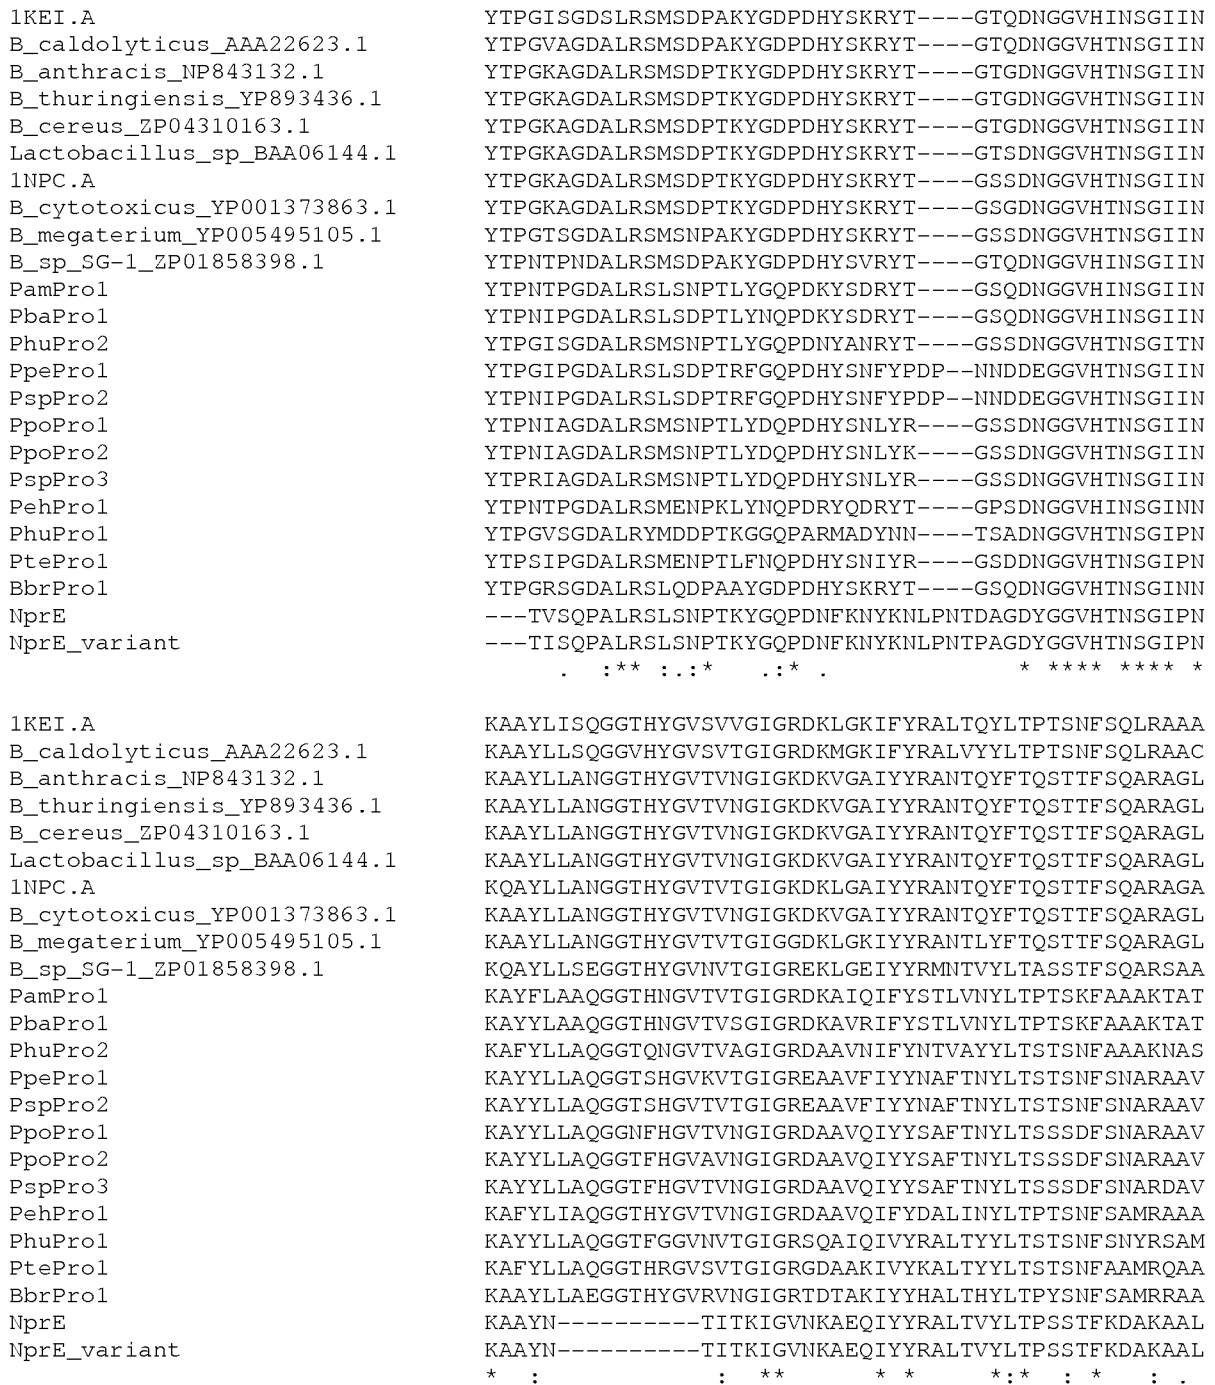 1KEI.A YTPGISGDSLRSMSDPAKYGDPDHYSKRYT----GTQDNGGVHINSGIIN
B_caldolyticus_AAA22623.1 YTPGVAGDALRSMSDPAKYGDPDHYSKRYT----GTQDNGGVHTNSGIIN
B_anthracis_NP843132.1 YTPGKAGDALRSMSDPTKYGDPDHYSKRYT----GTGDNGGVHTNSGIIN
B_thuringiensis_YP893436.1 YTPGKAGDALRSMSDPTKYGDPDHYSKRYT----GTGDNGGVHTNSGIIN
B_cereus_ZP04310163.1 YTPGKAGDALRSMSDPTKYGDPDHYSKRYT----GTGDNGGVHTNSGIIN
Lactobacillus_sp_BAA06144.1 YTPGKAGDALRSMSDPTKYGDPDHYSKRYT----GTSDNGGVHTNSGIIN
1NPC.A YTPGKAGDALRSMSDPTKYGDPDHYSKRYT----GSSDNGGVHTNSGIIN
B_cytotoxicus_YP001373863.1 YTPGKAGDALRSMSDPTKYGDPDHYSKRYT----GSGDNGGVHTNSGIIN
B_megaterium_YP005495105.1 YTPGTSGDALRSMSNPAKYGDPDHYSKRYT----GSSDNGGVHTNSGIIN
B_sp_SG-1_ZP01858398.1 YTPNTPNDALRSMSDPAKYGDPDHYSVRYT----GTQDNGGVHINSGIIN
PamPro1 YTPNTPGDALRSLSNPTLYGQPDKYSDRYT----GSQDNGGVHINSGIIN
PbaPro1 YTPNIPGDALRSLSDPTLYNQPDKYSDRYT----GSQDNGGVHINSGIIN
PhuPro2 YTPGISGDALRSMSNPTLYGQPDNYANRYT----GSSDNGGVHTNSGITN
PpePro1 YTPGIPGDALRSLSDPTRFGQPDHYSNFYPDP--NNDDEGGVHTNSGIIN
PspPro2 YTPNIPGDALRSLSDPTRFGQPDHYSNFYPDP--NNDDEGGVHTNSGIIN
PpoPro1 YTPNIAGDALRSMSNPTLYDQPDHYSNLYR----GSSDNGGVHTNSGIIN
PpoPro2 YTPNIAGDALRSMSNPTLYDQPDHYSNLYK----GSSDNGGVHTNSGIIN
PspPro3 YTPRIAGDALRSMSNPTLYDQPDHYSNLYR----GSSDNGGVHTNSGIIN
PehPro1 YTPNTPGDALRSMENPKLYNQPDRYQDRYT----GPSDNGGVHTNSGINN
PhuPro1 YTPGVSGDALRYMDDPTKGGQPARMADYNN----TSADNGGVHTNSGIPN
PtePro1 YTPSIPGDALRSMENPTLFNQPDHYSNIYR----GSDDNGGVHTNSGIPN
BbrPro1 YTPGRSGDALRSLQDPAAYGDPDHYSKRYT----GSQDNGGVHTNSGINN
NprE ---TVSQPALRSLSNPTKYGQPDNFKNYKNLPNTDAGDYGGVHTNSGIPN
NprE_variant ---TISQPALRSLSNPTKYGQPDNFKNYKNLPNTPAGDYGGVHTNSGIPN
. :** :.:* .:* . * **** **** *
1KEI.A KAAYLISQGGTHYGVSVVGIGRDKLGKIFYRALTQYLTPTSNFSQLRAAA
B_caldolyticus_AAA22623.1 KAAYLLSQGGVHYGVSVTGIGRDKMGKIFYRALVYYLTPTSNFSQLRAAC
B_anthracis_NP843132.1 KAAYLLANGGTHYGVTVNGIGKDKVGAIYYRANTQYFTQSTTFSQARAGL
B_thuringiensis_YP893436.1 KAAYLLANGGTHYGVTVNGIGKDKVGAIYYRANTQYFTQSTTFSQARAGL
B_cereus_ZP04310163.1 KAAYLLANGGTHYGVTVNGIGKDKVGAIYYRANTQYFTQSTTFSQARAGL
Lactobacillus_sp_BAA06144.1 KAAYLLANGGTHYGVTVNGIGKDKVGAIYYRANTQYFTQSTTFSQARAGL
1NPC.A KQAYLLANGGTHYGVTVTGIGKDKLGAIYYRANTQYFTQSTTFSQARAGA
B_cytotoxicus_YP001373863.1 KAAYLLANGGTHYGVTVNGIGKDKVGAIYYRANTQYFTQSTTFSQARAGL
B_megaterium_YP005495105.1 KAAYLLANGGTHYGVTVTGIGGDKLGKIYYRANTLYFTQSTTFSQARAGL
B_sp_SG-1_ZP01858398.1 KQAYLLSEGGTHYGVNVTGIGREKLGEIYYRMNTVYLTASSTFSQARSAA
PamPro1 KAYFLAAQGGTHNGVTVTGIGRDKAIQIFYSTLVNYLTPTSKFAAAKTAT
PbaPro1 KAYYLAAQGGTHNGVTVSGIGRDKAVRIFYSTLVNYLTPTSKFAAAKTAT
PhuPro2 KAFYLLAQGGTQNGVTVAGIGRDAAVNIFYNTVAYYLTSTSNFAAAKNAS
PpePro1 KAYYLLAQGGTSHGVKVTGIGREAAVFIYYNAFTNYLTSTSNFSNARAAV
PspPro2 KAYYLLAQGGTSHGVTVTGIGREAAVFIYYNAFTNYLTSTSNFSNARAAV
PpoPro1 KAYYLLAQGGNFHGVTVNGIGRDAAVQIYYSAFTNYLTSSSDFSNARAAV
PpoPro2 KAYYLLAQGGTFHGVAVNGIGRDAAVQIYYSAFTNYLTSSSDFSNARAAV
PspPro3 KAYYLLAQGGTFHGVTVNGIGRDAAVQIYYSAFTNYLTSSSDFSNARDAV
PehPro1 KAFYLIAQGGTHYGVTVNGIGRDAAVQIFYDALINYLTPTSNFSAMRAAA
PhuPro1 KAYYLLAQGGTFGGVNVTGIGRSQAIQIVYRALTYYLTSTSNFSNYRSAM
PtePro1 KAFYLLAQGGTHRGVSVTGIGRGDAAKIVYKALTYYLTSTSNFAAMRQAA
BbrPro1 KAAYLLAEGGTHYGVRVNGIGRTDTAKIYYHALTHYLTPYSNFSAMRRAA
NprE KAAYN----------TITKIGVNKAEQIYYRALTVYLTPSSTFKDAKAAL
NprE_variant KAAYN----------TITKIGVNKAEQIYYRALTVYLTPSSTFKDAKAAL
* : : ** * * *:* : * : .